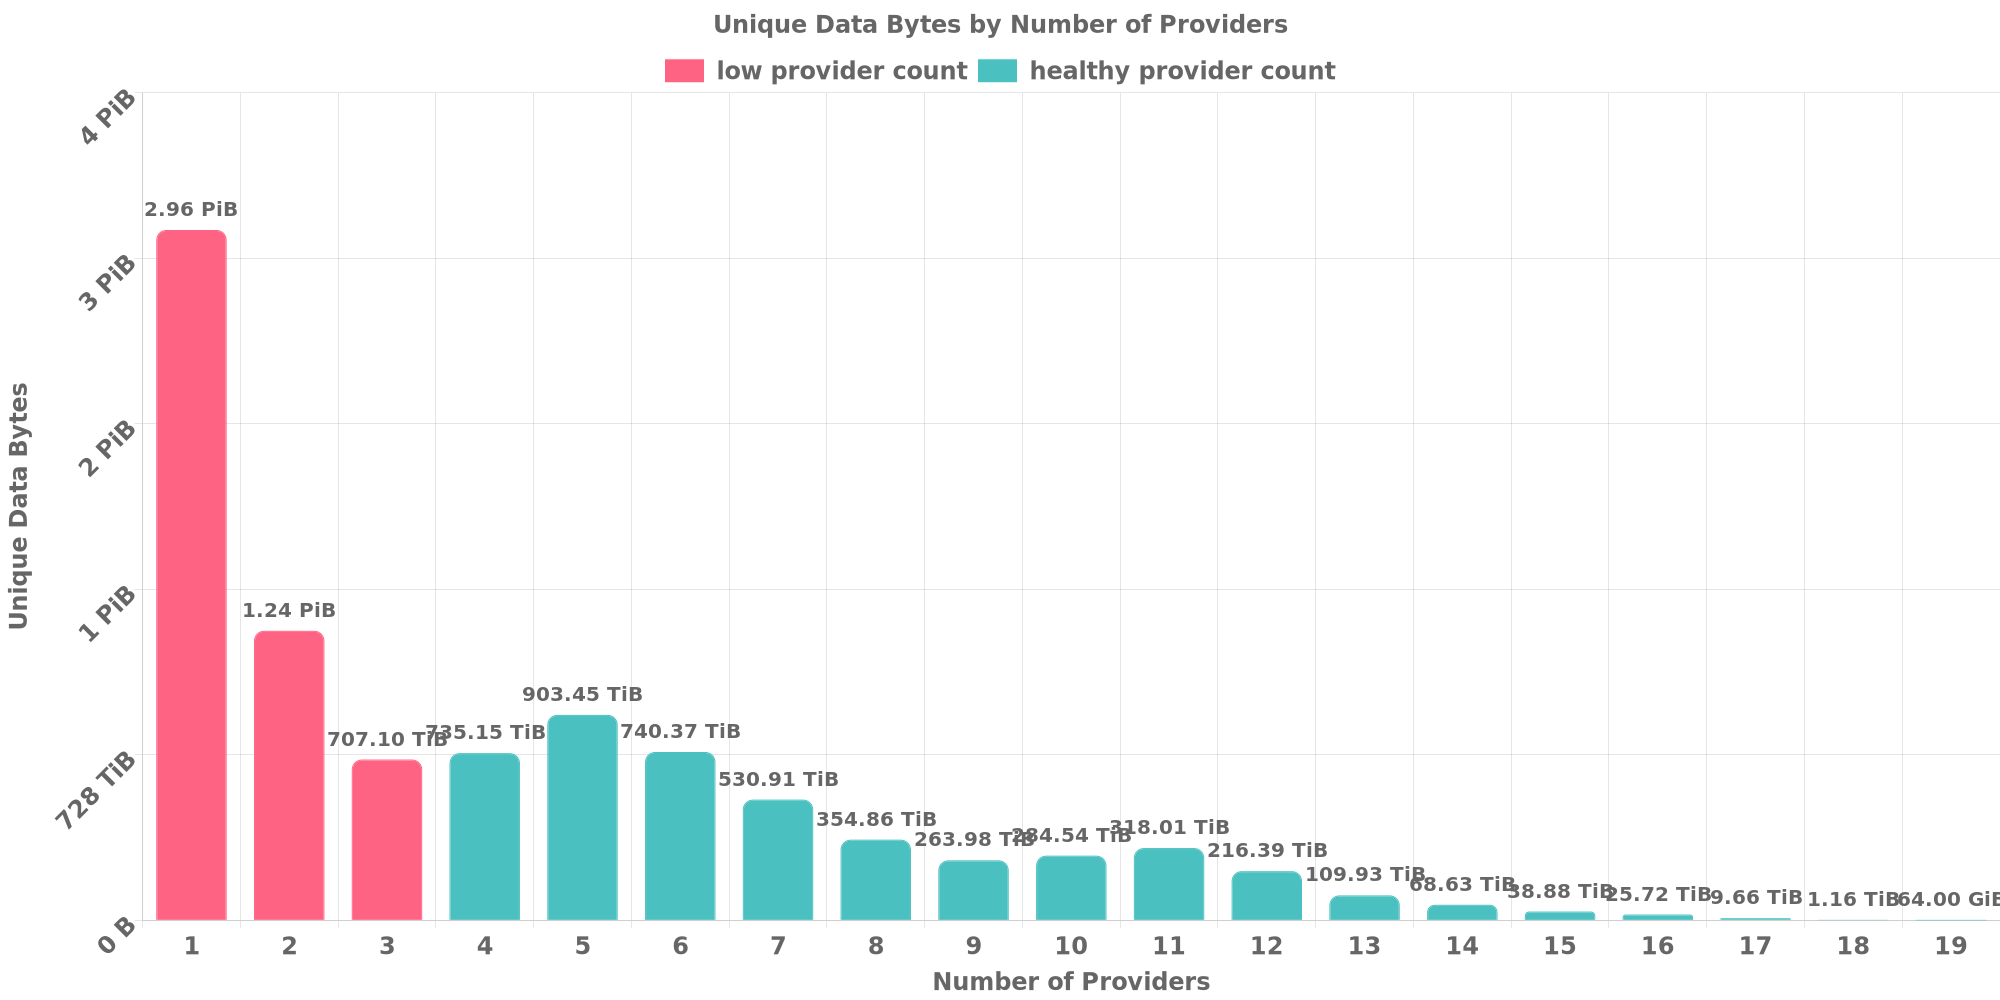 Unique Data Bytes by Number of Providers
low provider count
healthy provider count
Unique Data Bytes
4 PiB
3 PiB
2 PiB
1 PiB
728 TiB
0 B
2.96 PiB
1.24 PiB
707.10 TiB
735.15 TiB
903.45 TiB
740.37 TiB
530.91 TiB
354.86 TiB
263.98 TiB
284.54 TiB
318.01 TiB
216.39 TiB
109.93 TiB
68.63 TiB
38.88 TiB
25.72 TiB
9.66 TiB
1.16 TiB
64.00 GiB
1 2 3 4 5 6 7 8 9 10 11 12 13 14 15 16 17 18 19
Number of Providers